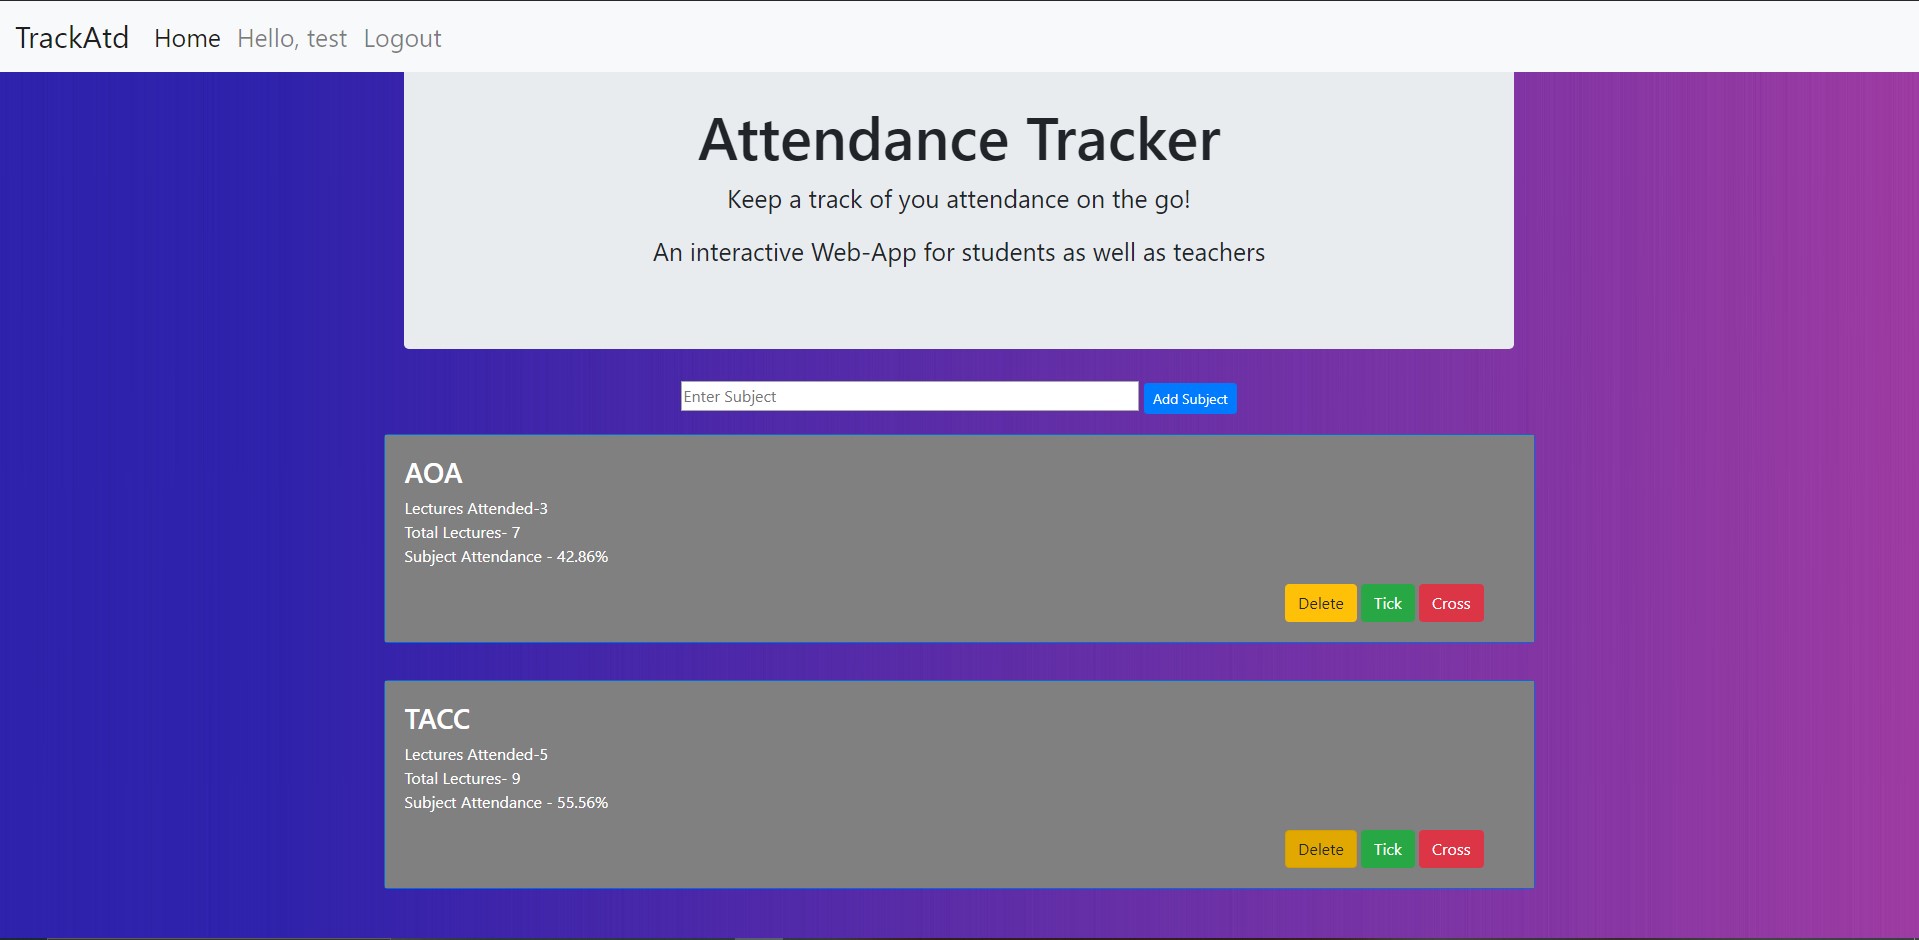 TrackAtd Home Hello, test Logout
Attendance Tracker
Keep a track of you attendance on the go!
An interactive Web-App for students as well as teachers
Enter Subject Add Subject
AOA
Lectures Attended-3
Total Lectures- 7
Subject Attendance - 42.86%
Delete Tick Cross
TACC
Lectures Attended-5
Total Lectures- 9
Subject Attendance - 55.56%
Delete Tick Cross